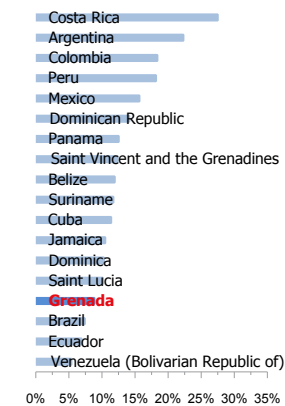 Costa Rica
Argentina
Colombia
Peru
Mexico
Dominican Republic
Panama
Saint Vincent and the Grenadines
Belize
Suriname
Cuba
Jamaica
Dominica
Saint Lucia
Grenada
Brazil
Ecuador
Venezuela (Bolivarian Republic of)
0% 5% 10% 15% 20% 25% 30% 35%